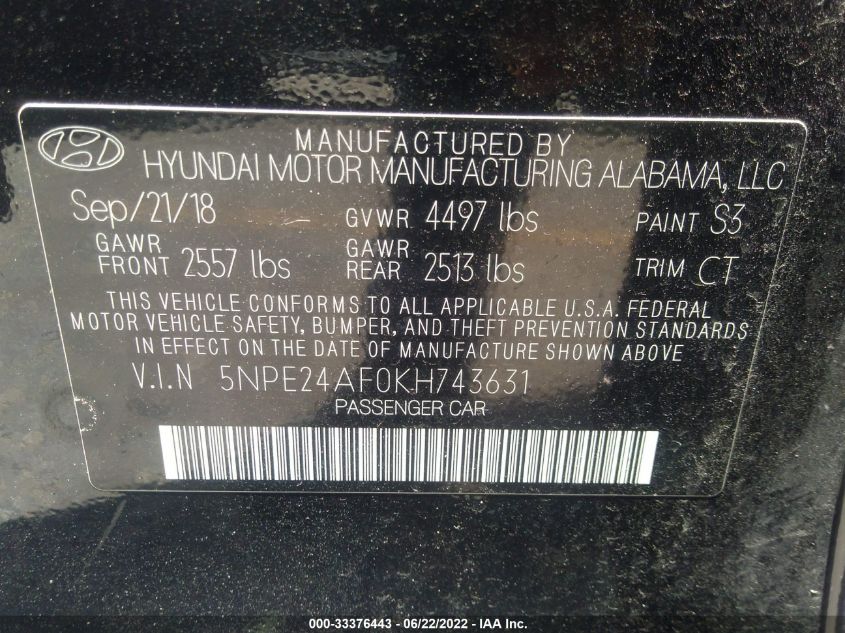 MANUFACTURED BY
HYUNDAI MOTOR MANUFACTURING ALABAMA, LLC
Sep/21/18 GVWR 4497 lbs PAINT S3
GAWR FRONT 2557 lbs GAWR REAR 2513 lbs TRIM CT
THIS VEHICLE CONFORMS TO ALL APPLICABLE U.S.A. FEDERAL
MOTOR VEHICLE SAFETY, BUMPER, AND THEFT PREVENTION STANDARDS
IN EFFECT ON THE DATE OF MANUFACTURE SHOWN ABOVE
V.I.N 5NPE24AF0KH743631
PASSENGER CAR
000-33376443 - 06/22/2022 - IAA Inc.